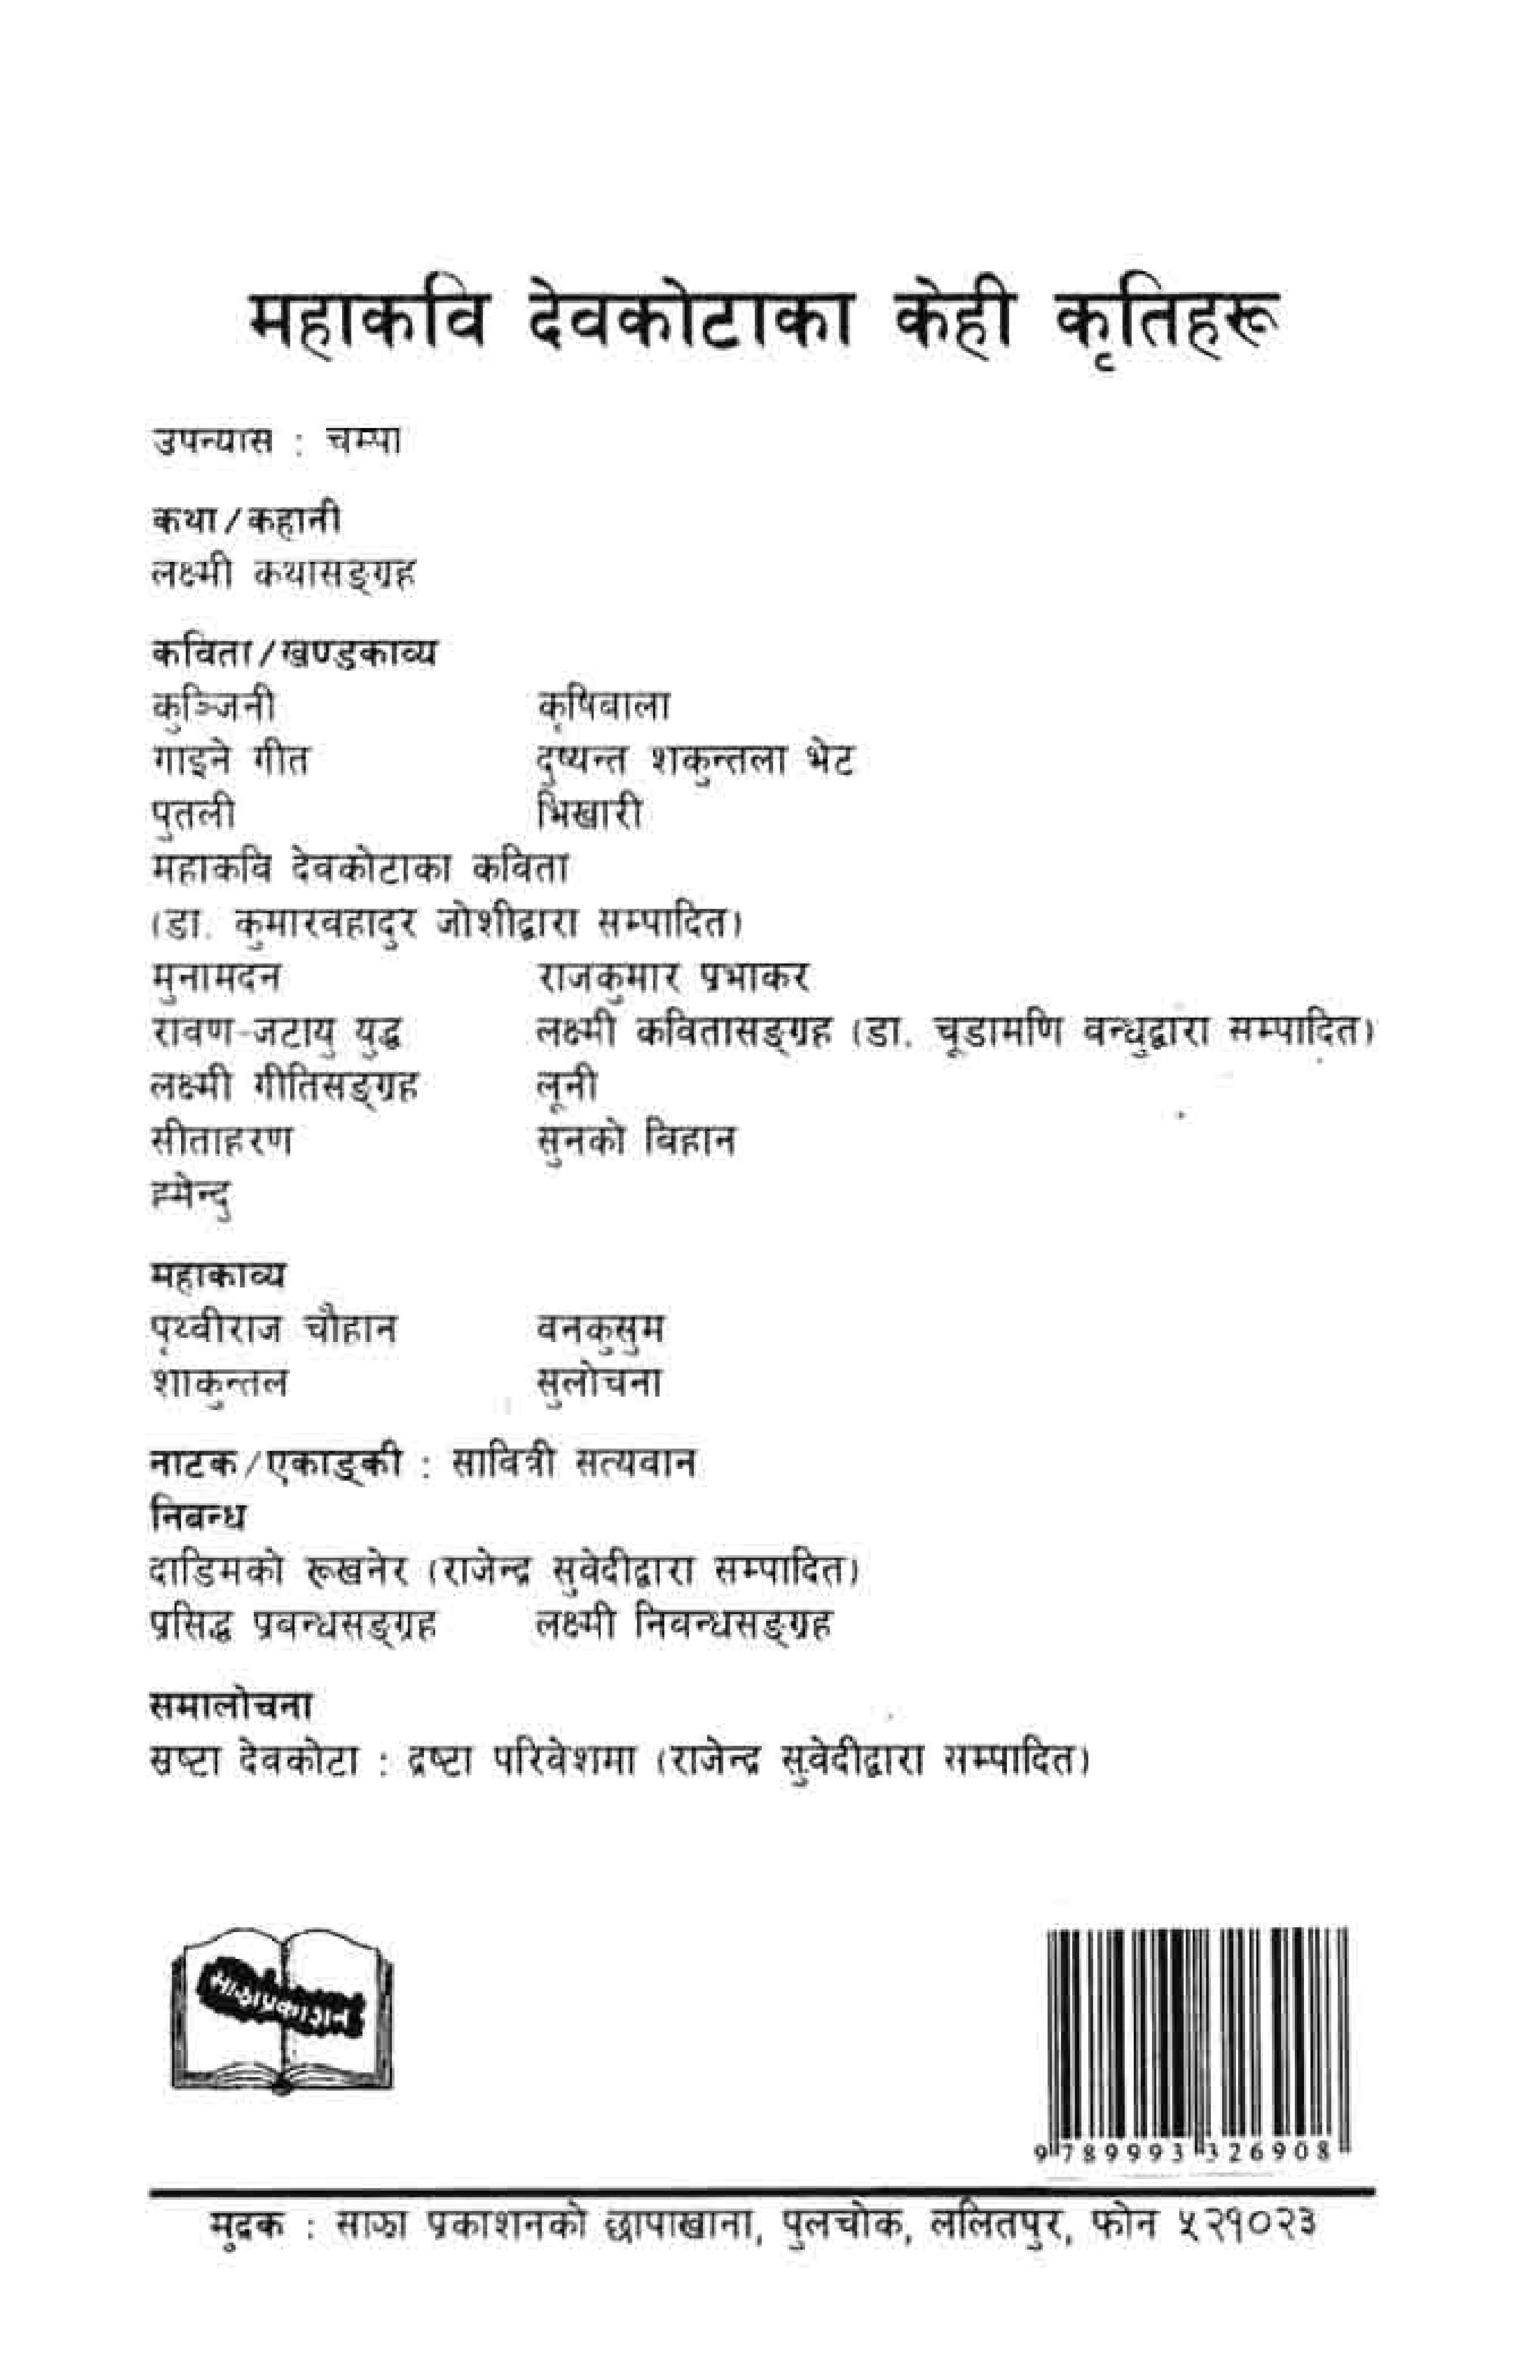 महाकवि देवकोटाका केही कृतिहरू
उपन्यास : चम्पा
कथा/कहानी
लक्ष्मी कथासङ्ग्रह
कविता/खण्डकाव्य
कुञ्जिनी कृषिबाला
गाइने गीत दुष्यन्त शकुन्तला भेट
पुतली भिखारी
महाकवि देवकोटाका कविता
(डा. कुमारबहादुर जोशीद्वारा सम्पादित)
मुनामदन राजकुमार प्रभाकर
रावण-जटायु युद्ध लक्ष्मी कवितासङ्ग्रह (डा. चूडामणि बन्धुद्वारा सम्पादित)
लक्ष्मी गीतिसङ्ग्रह लूनी
सीताहरण सुनको बिहान
ह्मेन्दु
महाकाव्य
पृथ्वीराज चौहान वनकुसुम
शाकुन्तल सुलोचना
नाटक/एकाङ्की : सावित्री सत्यवान
निबन्ध
दाडिमको रूखनेर (राजेन्द्र सुवेदीद्वारा सम्पादित)
प्रसिद्ध प्रबन्धसङ्ग्रह लक्ष्मी निबन्धसङ्ग्रह
समालोचना
स्रष्टा देवकोटा : द्रष्टा परिवेशमा (राजेन्द्र सुवेदीद्वारा सम्पादित)
साझा प्रकाशन
9 789993 326908
मुद्रक : साझा प्रकाशनको छापाखाना, पुलचोक, ललितपुर, फोन ५२१०२३